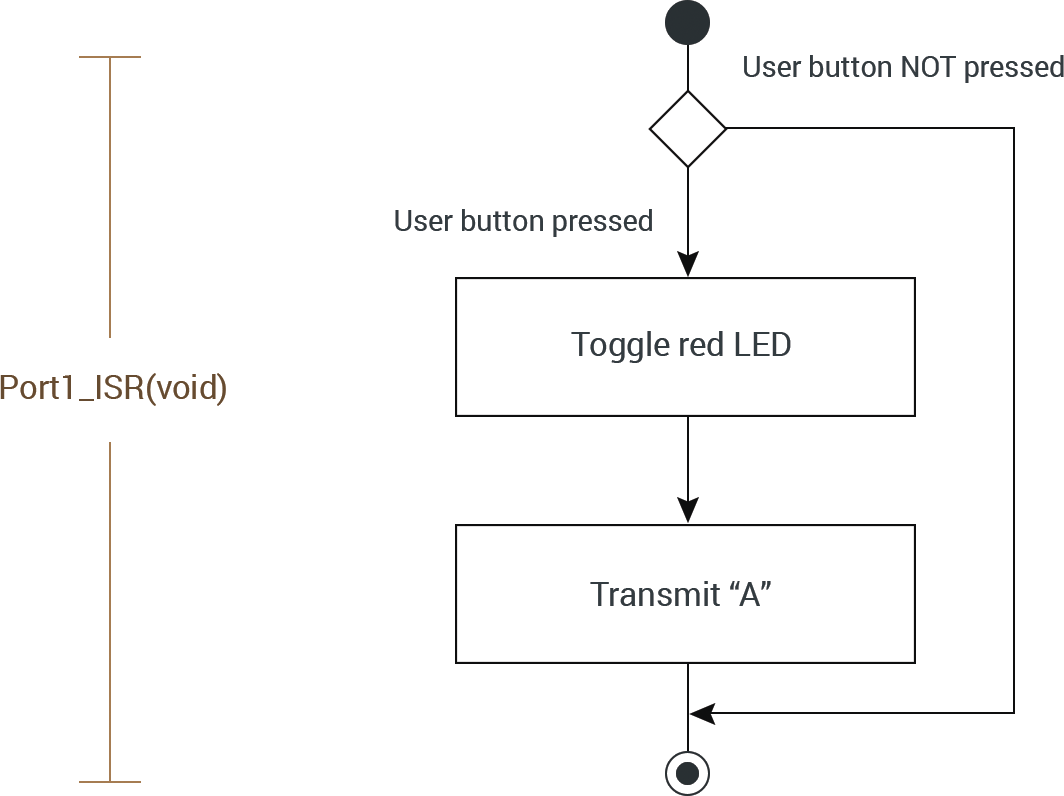 User button NOT pressed
User button pressed
Toggle red LED
Port1_ISR(void)
Transmit “A”